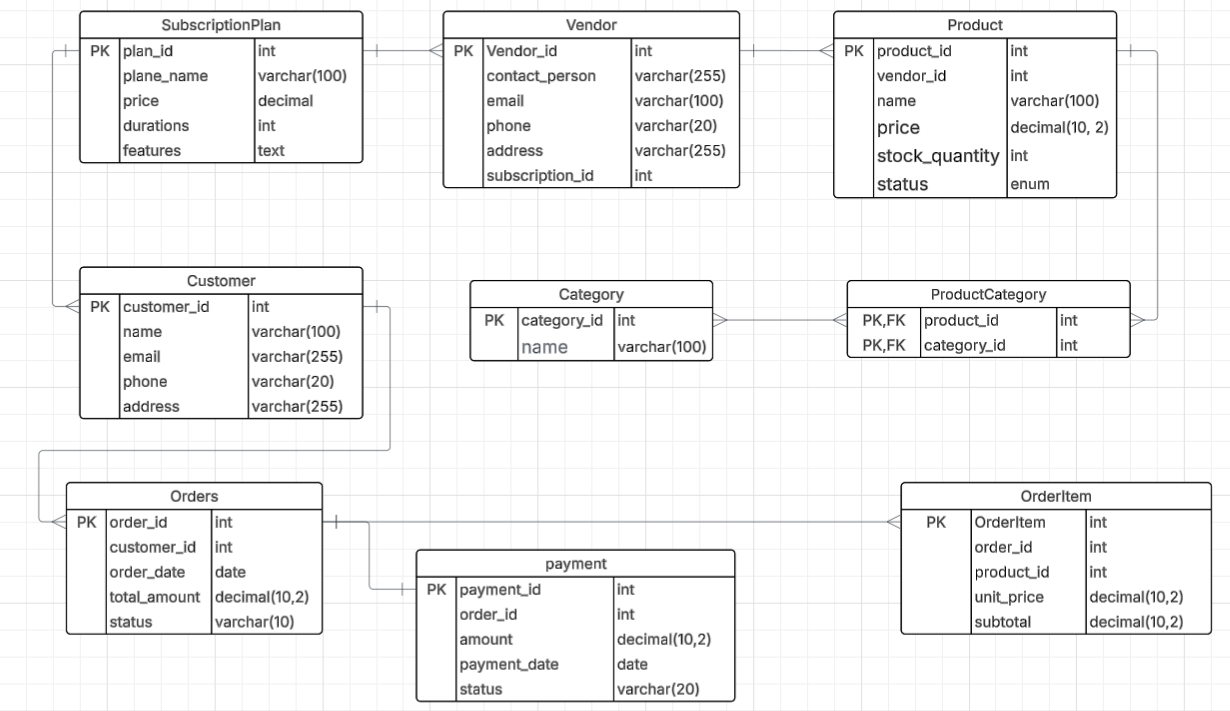 SubscriptionPlan
PK plan_id int
plane_name varchar(100)
price decimal
durations int
features text
Vendor
PK Vendor_id int
contact_person varchar(255)
email varchar(100)
phone varchar(20)
address varchar(255)
subscription_id int
Product
PK product_id int
vendor_id int
name varchar(100)
price decimal(10, 2)
stock_quantity int
status enum
Customer
PK customer_id int
name varchar(100)
email varchar(255)
phone varchar(20)
address varchar(255)
Category
PK category_id int
name varchar(100)
ProductCategory
PK,FK product_id int
PK,FK category_id int
Orders
PK order_id int
customer_id int
order_date date
total_amount decimal(10,2)
status varchar(10)
payment
PK payment_id int
order_id int
amount decimal(10,2)
payment_date date
status varchar(20)
OrderItem
PK OrderItem int
order_id int
product_id int
unit_price decimal(10,2)
subtotal decimal(10,2)